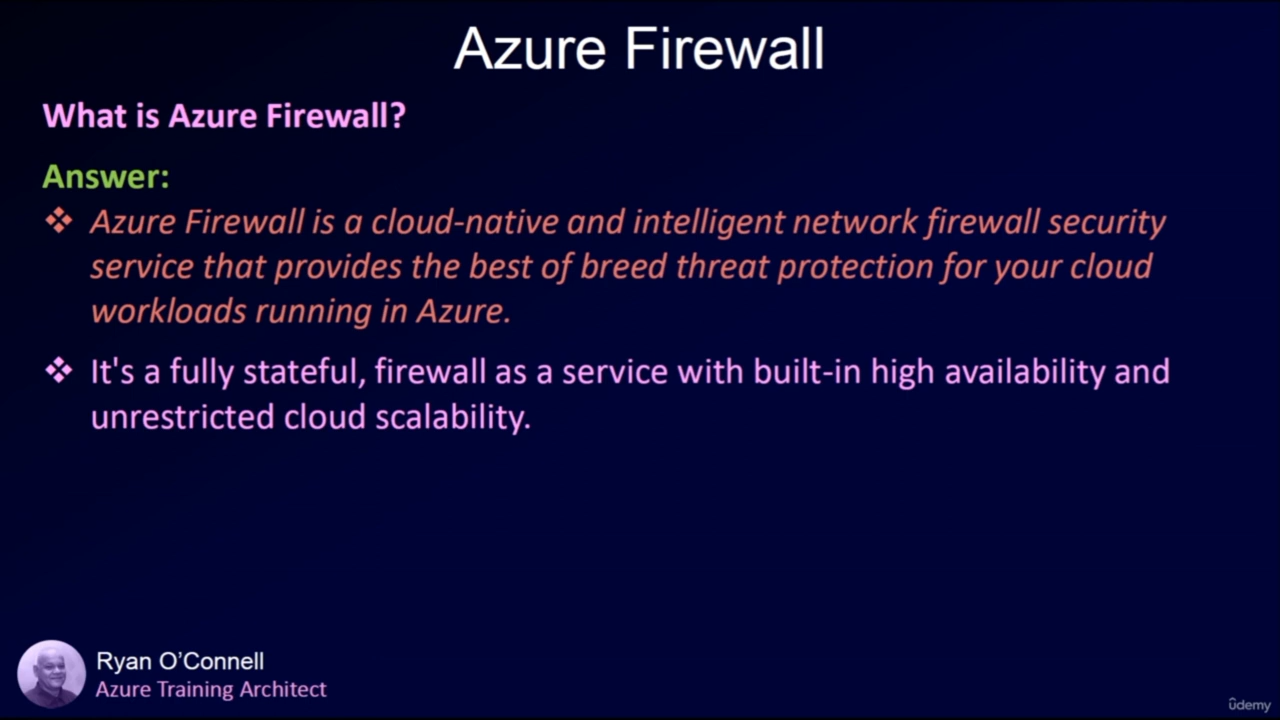 Azure Firewall
What is Azure Firewall?
Answer:
❖ Azure Firewall is a cloud-native and intelligent network firewall security
service that provides the best of breed threat protection for your cloud
workloads running in Azure.
❖ It's a fully stateful, firewall as a service with built-in high availability and
unrestricted cloud scalability.
Ryan O’Connell
Azure Training Architect
ûdemy